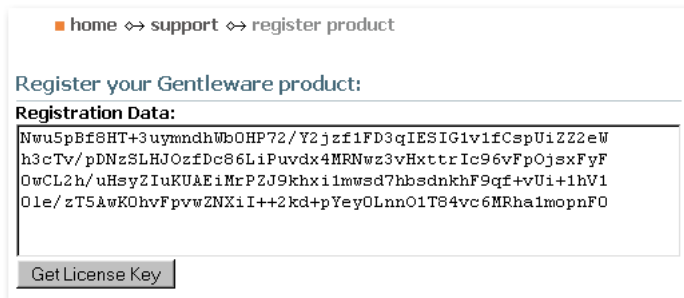 home ⇔ support ⇔ register product
Register your Gentleware product:
Registration Data:
Nwu5pBf8HT+3uymndhWbOHP72/Y2jzf1FD3qIESIG1v1fCspUiZZ2eW
h3cTv/pDNzSLHJOzfDc86LiPuvdx4MRNwz3vHxttrIc96vFpOjsxFyF
OwCL2h/uHsyZIuKUAEiMrPZJ9khxi1mwsd7hbsdnkhF9qf+vUi+1hV1
Ole/zT5AwKOhvFpvwZNXiI++2kd+pYeyOLnnO1T84vc6MRha1mopnFO
Get License Key